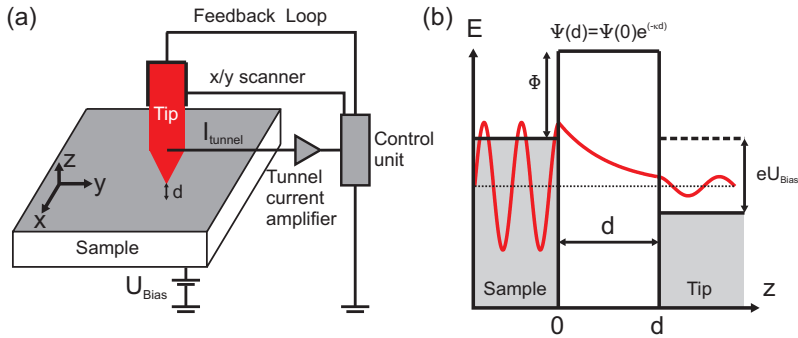 (a)
Feedback Loop
x/y scanner
Tip
I_tunnel
Control
unit
Tunnel
current
amplifier
z
y
x
d
Sample
U_Bias
(b)
E
Ψ(d)=Ψ(0)e^(-κd)
Φ
eU_Bias
d
Sample
Tip
z
0
d